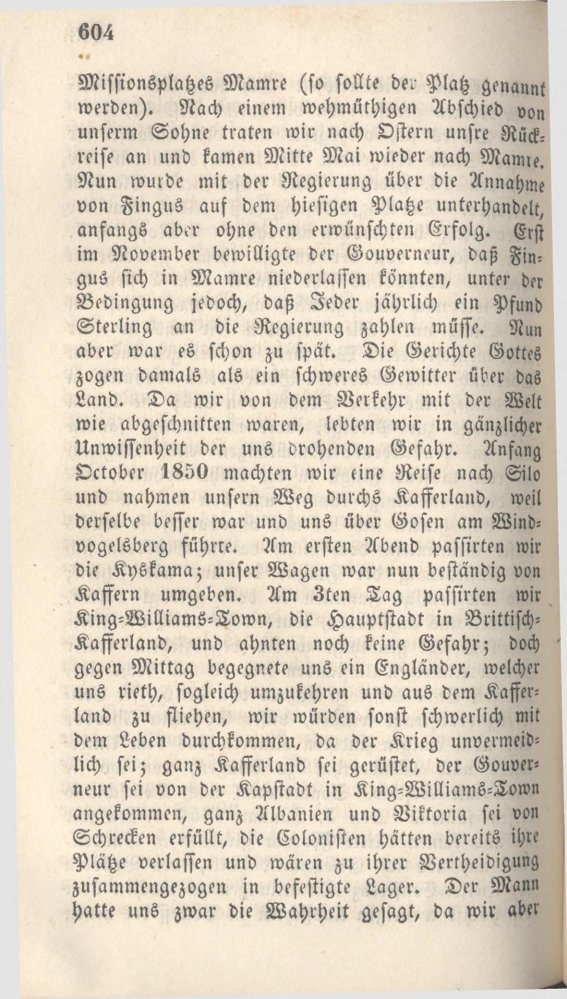 604
Missionsplatzes Mamre (so sollte der Platz genannt
werden). Nach einem wehmüthigen Abschied von
unserm Sohne traten wir nach Ostern unsre Rück-
reise an und kamen Mitte Mai wieder nach Mamre.
Nun wurde mit der Regierung über die Annahme
von Fingus auf dem hiesigen Platze unterhandelt,
anfangs aber ohne den erwünschten Erfolg. Erst
im November bewilligte der Gouverneur, daß Fin-
gus sich in Mamre niederlassen könnten, unter der
Bedingung jedoch, daß Jeder jährlich ein Pfund
Sterling an die Regierung zahlen müsse. Nun
aber war es schon zu spät. Die Gerichte Gottes
zogen damals als ein schweres Gewitter über das
Land. Da wir von dem Verkehr mit der Welt
wie abgeschnitten waren, lebten wir in gänzlicher
Unwissenheit der uns drohenden Gefahr. Anfang
October 1850 machten wir eine Reise nach Silo
und nahmen unsern Weg durchs Kafferland, weil
derselbe besser war und uns über Gosen am Wind-
vogelsberg führte. Am ersten Abend passirten wir
die Kyskama; unser Wagen war nun beständig von
Kaffern umgeben. Am 3ten Tag passirten wir
King-Williams-Town, die Hauptstadt in Brittisch-
Kafferland, und ahnten noch keine Gefahr; doch
gegen Mittag begegnete uns ein Engländer, welcher
uns rieth, sogleich umzukehren und aus dem Kaffer-
land zu fliehen, wir würden sonst schwerlich mit
dem Leben durchkommen, da der Krieg unvermeid-
lich sei; ganz Kafferland sei gerüstet, der Gouver-
neur sei von der Kapstadt in King-Williams-Town
angekommen, ganz Albanien und Viktoria sei von
Schrecken erfüllt, die Colonisten hätten bereits ihre
Plätze verlassen und wären zu ihrer Vertheidigung
zusammengezogen in befestigte Lager. Der Mann
hatte uns zwar die Wahrheit gesagt, da wir aber